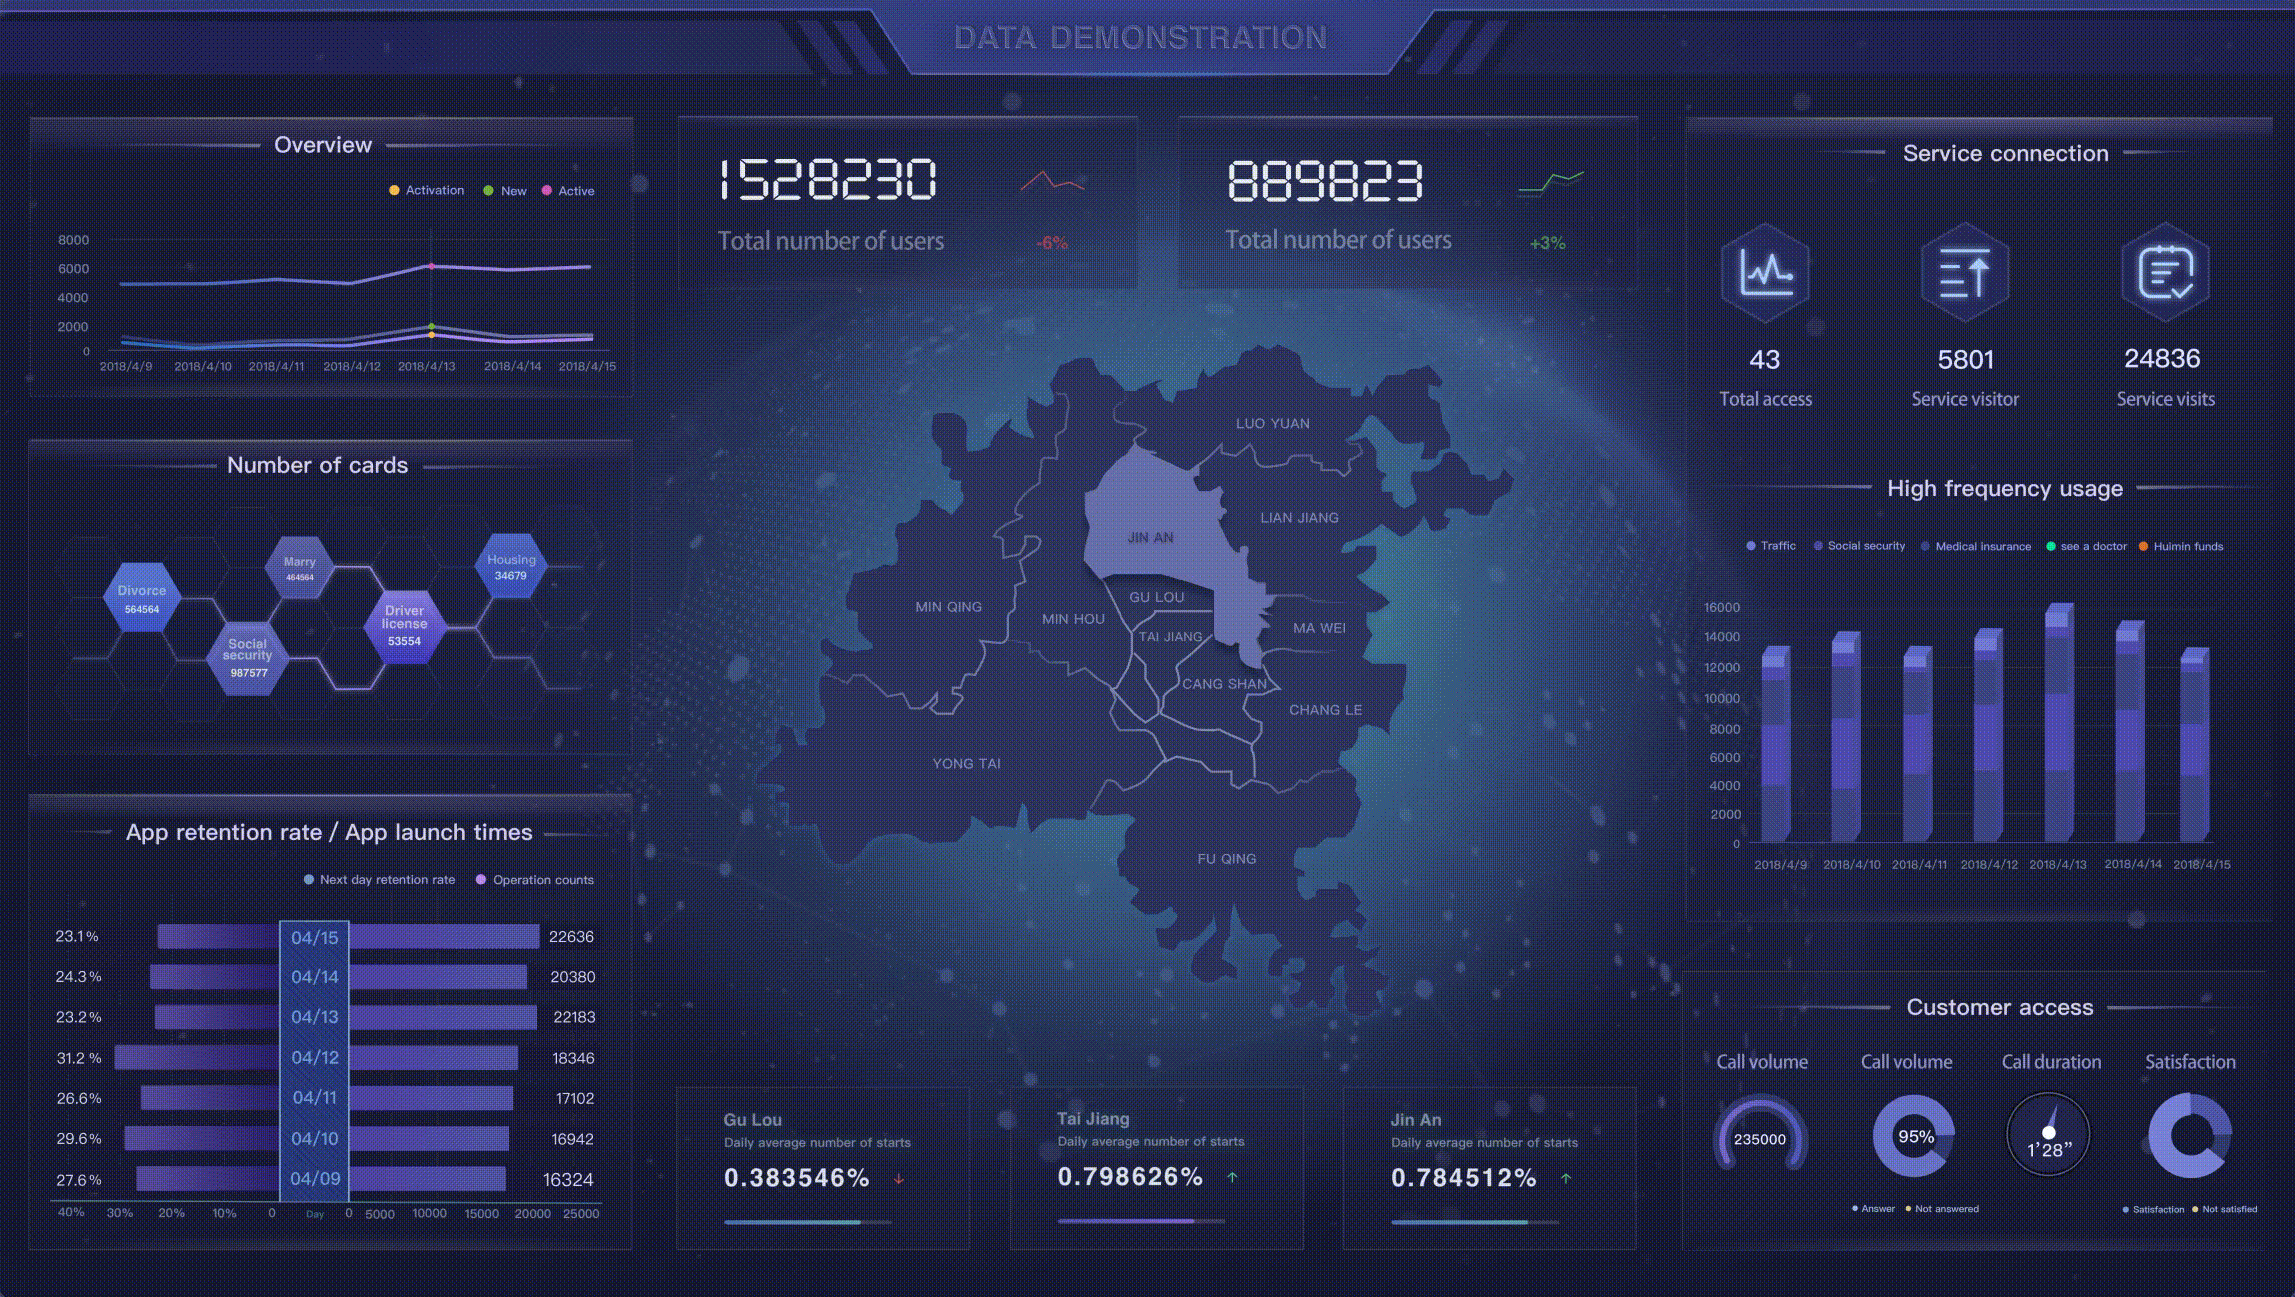 DATA DEMONSTRATION
Overview
Activation New Active
8000
6000
4000
2000
0
2018/4/9 2018/4/10 2018/4/11 2018/4/12 2018/4/13 2018/4/14 2018/4/15
Number of cards
Divorce
564564
Social
security
987577
Marry
464564
Driver
license
53554
Housing
34679
App retention rate / App launch times
Next day retention rate Operation counts
23.1% 04/15 22636
24.3% 04/14 20380
23.2% 04/13 22183
31.2% 04/12 18346
26.6% 04/11 17102
29.6% 04/10 16942
27.6% 04/09 16324
40% 30% 20% 10% 0 Day 0 5000 10000 15000 20000 25000
1528230
Total number of users -6%
889823
Total number of users +3%
LUO YUAN
LIAN JIANG
JIN AN
GU LOU
MIN QING
MIN HOU
MA WEI
TAI JIANG
CANG SHAN
CHANG LE
YONG TAI
FU QING
Gu Lou
Daily average number of starts
0.383546% ↓
Tai Jiang
Daily average number of starts
0.798626% ↑
Jin An
Daily average number of starts
0.784512% ↑
Service connection
43 5801 24836
Total access Service visitor Service visits
High frequency usage
Traffic Social security Medical insurance see a doctor Huimin funds
16000
14000
12000
10000
8000
6000
4000
2000
0
2018/4/9 2018/4/10 2018/4/11 2018/4/12 2018/4/13 2018/4/14 2018/4/15
Customer access
Call volume Call volume Call duration Satisfaction
235000 95% 1’28”
Answer Not answered Satisfaction Not satisfied